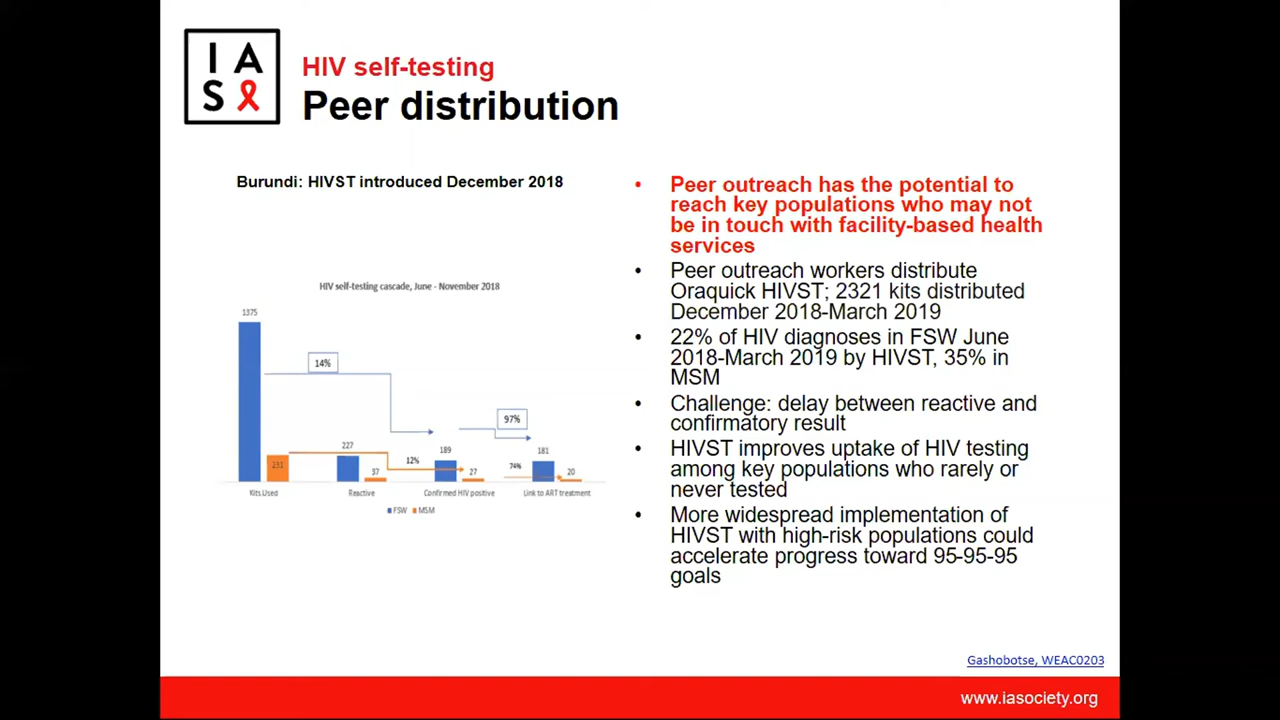 IA
S
HIV self-testing
Peer distribution
Burundi: HIVST introduced December 2018
HIV self-testing cascade, June - November 2018
1375
14%
97%
231
227
37
12%
189
27
74%
181
20
Kits Used
Reactive
Confirmed HIV positive
Link to ART treatment
FSW MSM
• Peer outreach has the potential to
reach key populations who may not
be in touch with facility-based health
services
• Peer outreach workers distribute
Oraquick HIVST; 2321 kits distributed
December 2018-March 2019
• 22% of HIV diagnoses in FSW June
2018-March 2019 by HIVST, 35% in
MSM
• Challenge: delay between reactive and
confirmatory result
• HIVST improves uptake of HIV testing
among key populations who rarely or
never tested
• More widespread implementation of
HIVST with high-risk populations could
accelerate progress toward 95-95-95
goals
Gashobotse, WEAC0203
www.iasociety.org